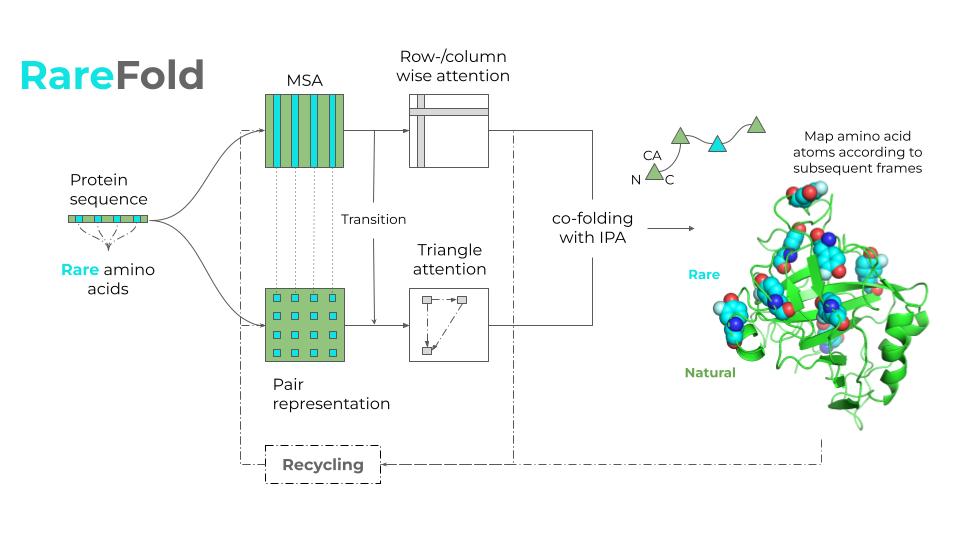 RareFold
MSA
Row-/column
wise attention
Protein
sequence
Rare amino
acids
Transition
Triangle
attention
Pair
representation
Recycling
co-folding
with IPA
CA
N C
Map amino acid
atoms according to
subsequent frames
Rare
Natural